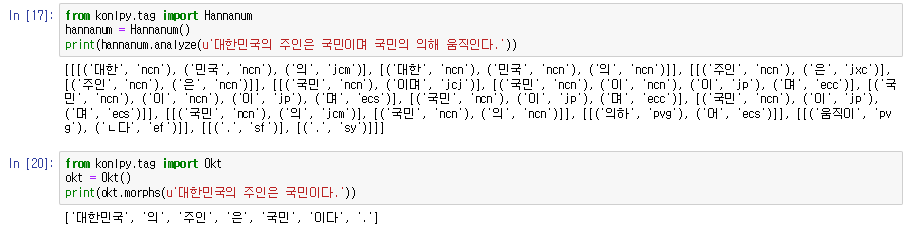 In [17]: from konlpy.tag import Hannanum
hannanum = Hannanum()
print(hannanum.analyze(u'대한민국의 주인은 국민이며 국민의 의해 움직인다.'))
[[[('대한', 'ncn'), ('민국', 'ncn'), ('의', 'jcm')], [('대한', 'ncn'), ('민국', 'ncn'), ('의', 'ncn')]], [[('주인', 'ncn'), ('은', 'jxc')],
[('주인', 'ncn'), ('은', 'ncn')]], [[('국민', 'ncn'), ('이며', 'jcj')], [('국민', 'ncn'), ('이', 'ncn'), ('이', 'jp'), ('며', 'ecc')], [('국
민', 'ncn'), ('이', 'ncn'), ('이', 'jp'), ('며', 'ecs')], [('국민', 'ncn'), ('이', 'jp'), ('며', 'ecc')], [('국민', 'ncn'), ('이', 'jp'),
('며', 'ecs')]], [[('국민', 'ncn'), ('의', 'jcm')], [('국민', 'ncn'), ('의', 'ncn')]], [[('의하', 'pvg'), ('어', 'ecs')]], [[('움직이', 'pv
g'), ('ㄴ다', 'ef')]], [[('.', 'sf')], [('.', 'sy')]]]
In [20]: from konlpy.tag import Okt
okt = Okt()
print(okt.morphs(u'대한민국의 주인은 국민이다.'))
['대한민국', '의', '주인', '은', '국민', '이다', '.']